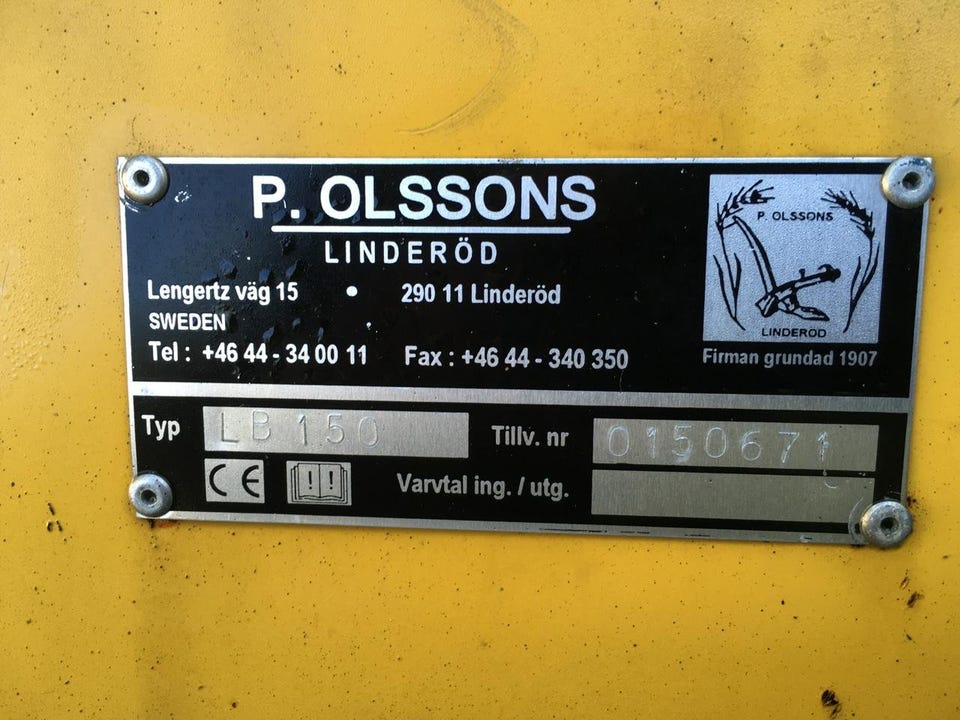 P. OLSSONS
LINDERÖD
Lengertz väg 15 • 290 11 Linderöd
SWEDEN
Tel : +46 44 - 34 00 11 Fax : +46 44 - 340 350
P. OLSSONS
LINDERÖD
Firman grundad 1907
Typ LB 150 Tillv. nr 0150671
CE !! Varvtal ing. / utg.